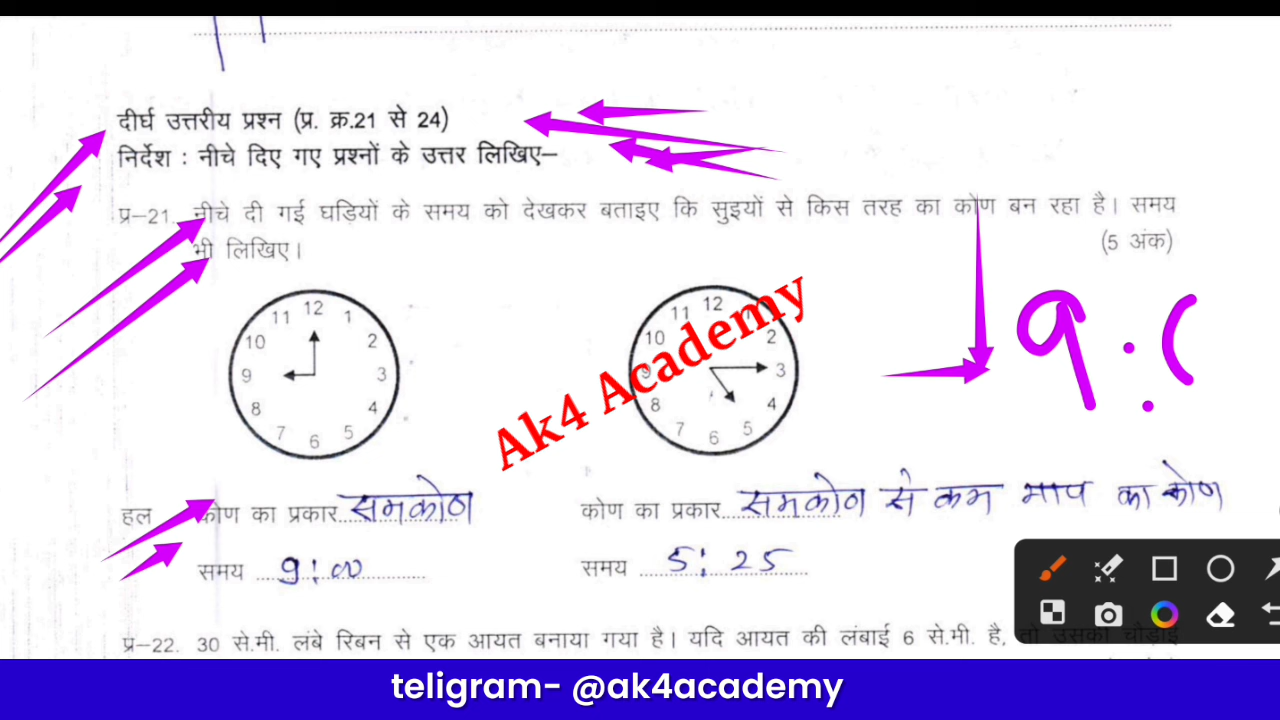 दीर्घ उत्तरीय प्रश्न (प्र. क्र.21 से 24)
निर्देश : नीचे दिए गए प्रश्नों के उत्तर लिखिए–
प्र–21. नीचे दी गई घड़ियों के समय को देखकर बताइए कि सुइयों से किस तरह का कोण बन रहा है। समय
भी लिखिए।
(5 अंक)
12 1 2 3 4 5 6 7 8 9 10 11
12 1 2 3 4 5 6 7 8 9 10 11
Ak4 Academy
हल कोण का प्रकार समकोण
कोण का प्रकार समकोण से कम माप का कोण
समय 9:00
समय 5:25
प्र–22. 30 से.मी. लंबे रिबन से एक आयत बनाया गया है। यदि आयत की लंबाई 6 से.मी. है, तो उसकी चौड़ाई
teligram- @ak4academy